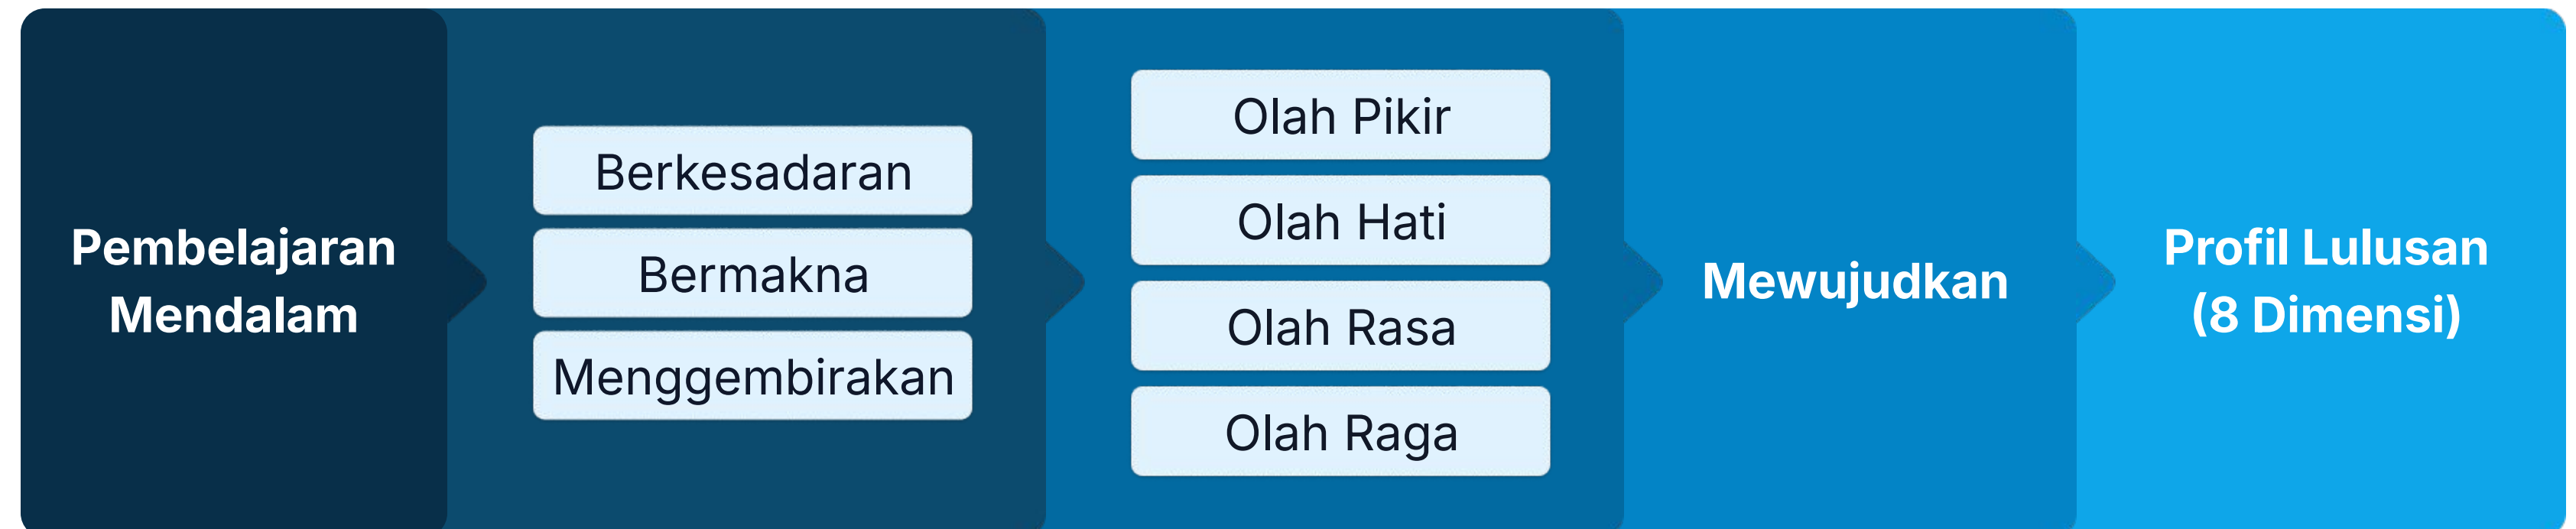 Pembelajaran
Mendalam
Berkesadaran
Bermakna
Menggembirakan
Olah Pikir
Olah Hati
Olah Rasa
Olah Raga
Mewujudkan
Profil Lulusan
(8 Dimensi)